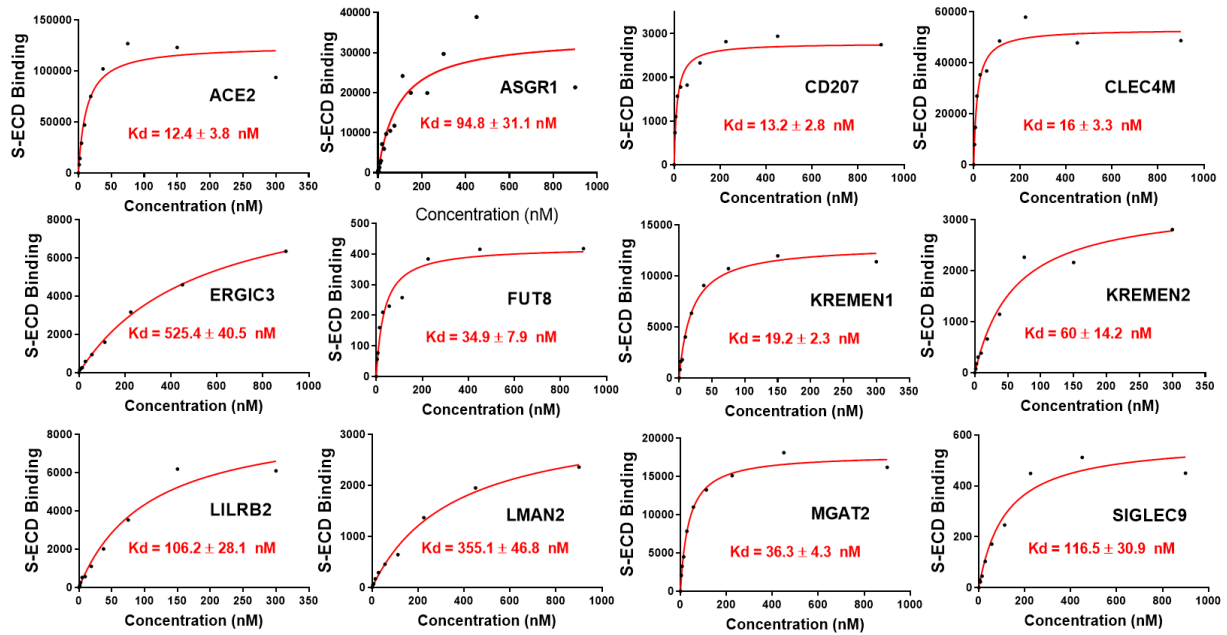 S-ECD Binding
150000
100000
50000
0
0 50 100 150 200 250 300 350
Concentration (nM)
ACE2
Kd = 12.4 ± 3.8 nM
S-ECD Binding
40000
30000
20000
10000
0
0 200 400 600 800 1000
Concentration (nM)
ASGR1
Kd = 94.8 ± 31.1 nM
S-ECD Binding
3000
2000
1000
0
0 200 400 600 800 1000
Concentration (nM)
CD207
Kd = 13.2 ± 2.8 nM
S-ECD Binding
60000
40000
20000
0
0 200 400 600 800 1000
Concentration (nM)
CLEC4M
Kd = 16 ± 3.3 nM
S-ECD Binding
8000
6000
4000
2000
0
0 200 400 600 800 1000
Concentration (nM)
ERGIC3
Kd = 525.4 ± 40.5 nM
S-ECD Binding
500
400
300
200
100
0
0 200 400 600 800 1000
Concentration (nM)
FUT8
Kd = 34.9 ± 7.9 nM
S-ECD Binding
15000
10000
5000
0
0 50 100 150 200 250 300 350
Concentration (nM)
KREMEN1
Kd = 19.2 ± 2.3 nM
S-ECD Binding
3000
2000
1000
0
0 50 100 150 200 250 300 350
Concentration (nM)
KREMEN2
Kd = 60 ± 14.2 nM
S-ECD Binding
8000
6000
4000
2000
0
0 50 100 150 200 250 300 350
Concentration (nM)
LILRB2
Kd = 106.2 ± 28.1 nM
S-ECD Binding
3000
2000
1000
0
0 200 400 600 800 1000
Concentration (nM)
LMAN2
Kd = 355.1 ± 46.8 nM
S-ECD Binding
20000
15000
10000
5000
0
0 200 400 600 800 1000
Concentration (nM)
MGAT2
Kd = 36.3 ± 4.3 nM
S-ECD Binding
600
400
200
0
0 200 400 600 800 1000
Concentration (nM)
SIGLEC9
Kd = 116.5 ± 30.9 nM